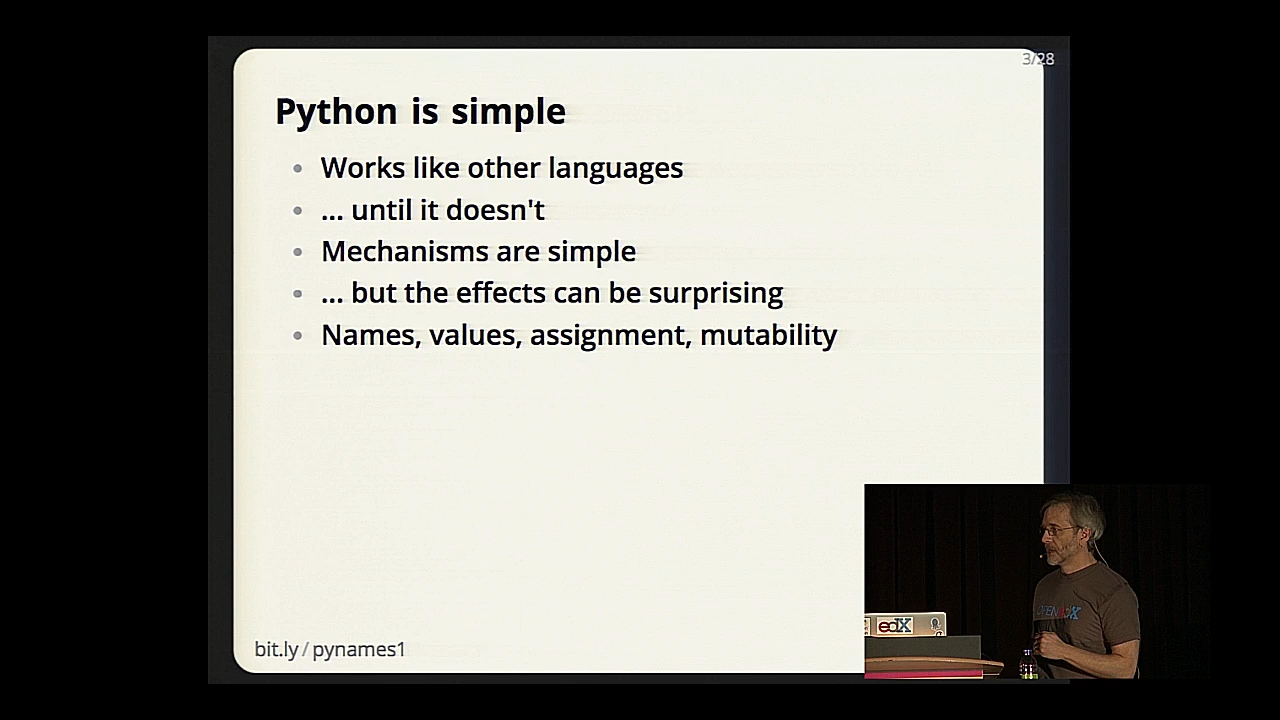 3/28
Python is simple
Works like other languages
... until it doesn't
Mechanisms are simple
... but the effects can be surprising
Names, values, assignment, mutability
OPENedX
edX
bit.ly/pynames1